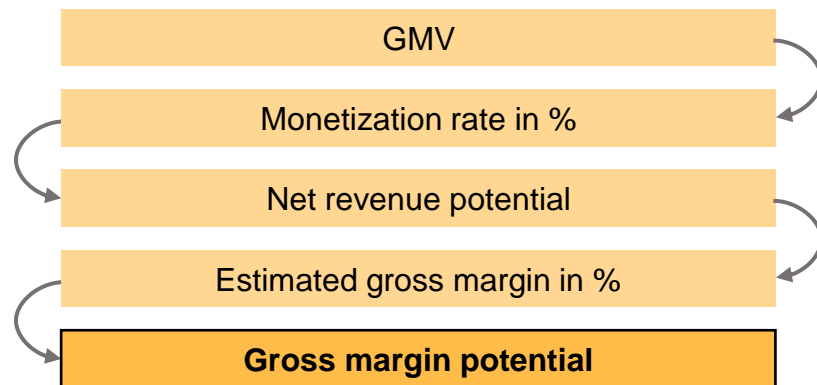 GMV
Monetization rate in %
Net revenue potential
Estimated gross margin in %
Gross margin potential